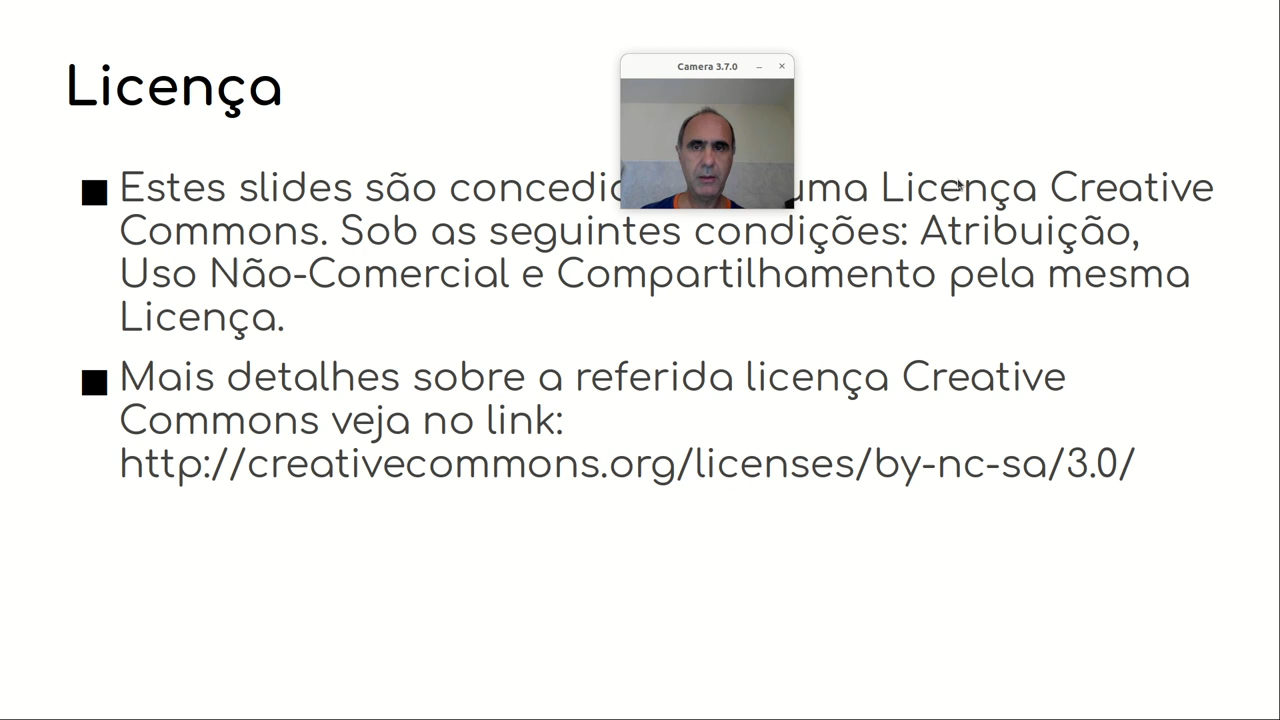 Licença
Camera 3.7.0
Estes slides são uma Licença Creative
Commons. Sob as seguintes condições: Atribuição,
Uso Não-Comercial e Compartilhamento pela mesma
Licença.
Mais detalhes sobre a referida licença Creative
Commons veja no link:
http://creativecommons.org/licenses/by-nc-sa/3.0/